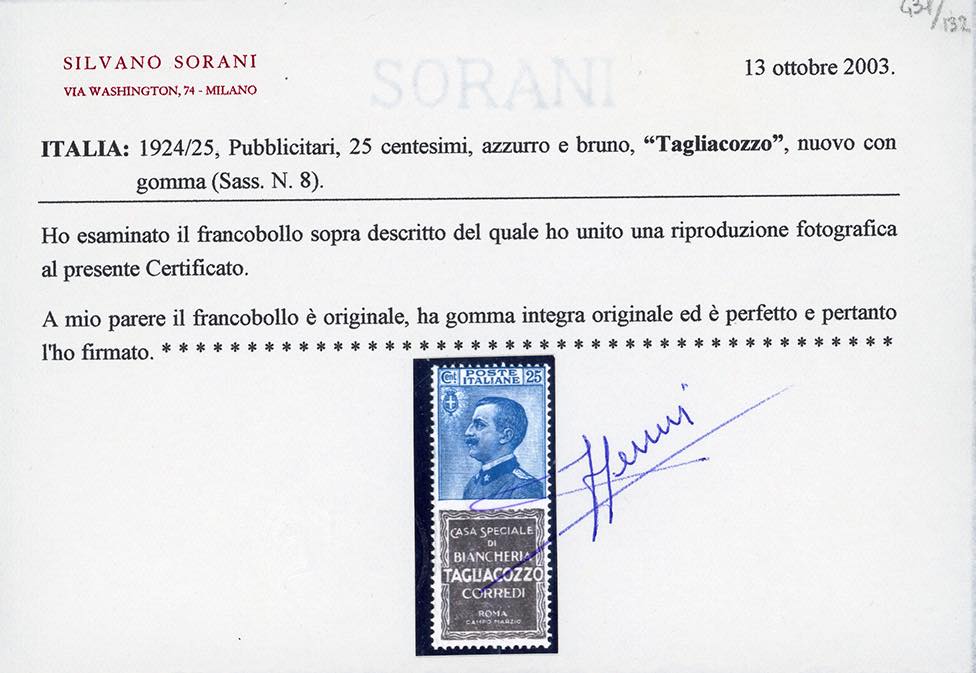 431/132
SILVANO SORANI
VIA WASHINGTON, 74 - MILANO
SORANI
13 ottobre 2003.
ITALIA: 1924/25, Pubblicitari, 25 centesimi, azzurro e bruno, “Tagliacozzo”, nuovo con
gomma (Sass. N. 8).
Ho esaminato il francobollo sopra descritto del quale ho unito una riproduzione fotografica
al presente Certificato.
A mio parere il francobollo è originale, ha gomma integra originale ed è perfetto e pertanto
l'ho firmato. * * * * * * * * * * * * * * * * * * * * * * * * * * * * * * * * * * * * * * * * * * *
Cent. POSTE 25
ITALIANE
CASA SPECIALE
DI
BIANCHERIA
TAGLIACOZZO
CORREDI
ROMA
CAMPO MARZIO